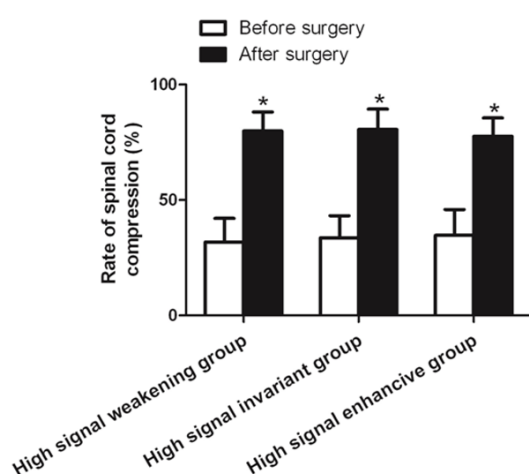 Before surgery
After surgery
Rate of spinal cord
compression (%)
100
50
0
*
*
*
High signal weakening group
High signal invariant group
High signal enhancive group